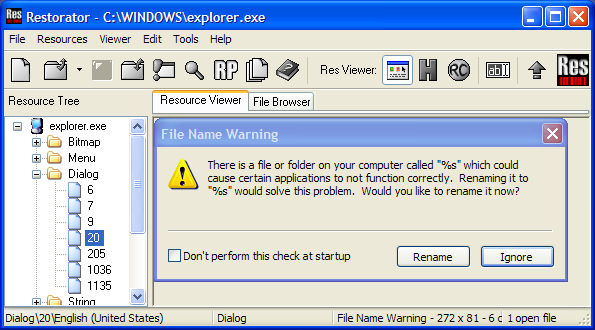 Res Restorator - C:\WINDOWS\explorer.exe
File Resources Viewer Edit Tools Help
RP Res Viewer: H RC ab Res
Resource Tree
Resource Viewer File Browser
explorer.exe
Bitmap
Menu
Dialog
6
7
9
20
205
1036
1135
String
File Name Warning
There is a file or folder on your computer called "%s" which could
cause certain applications to not function correctly. Renaming it to
"%s" would solve this problem. Would you like to rename it now?
Don't perform this check at startup
Rename Ignore
Dialog\20\English (United States) Dialog File Name Warning - 272 x 81 - 6 c 1 open file